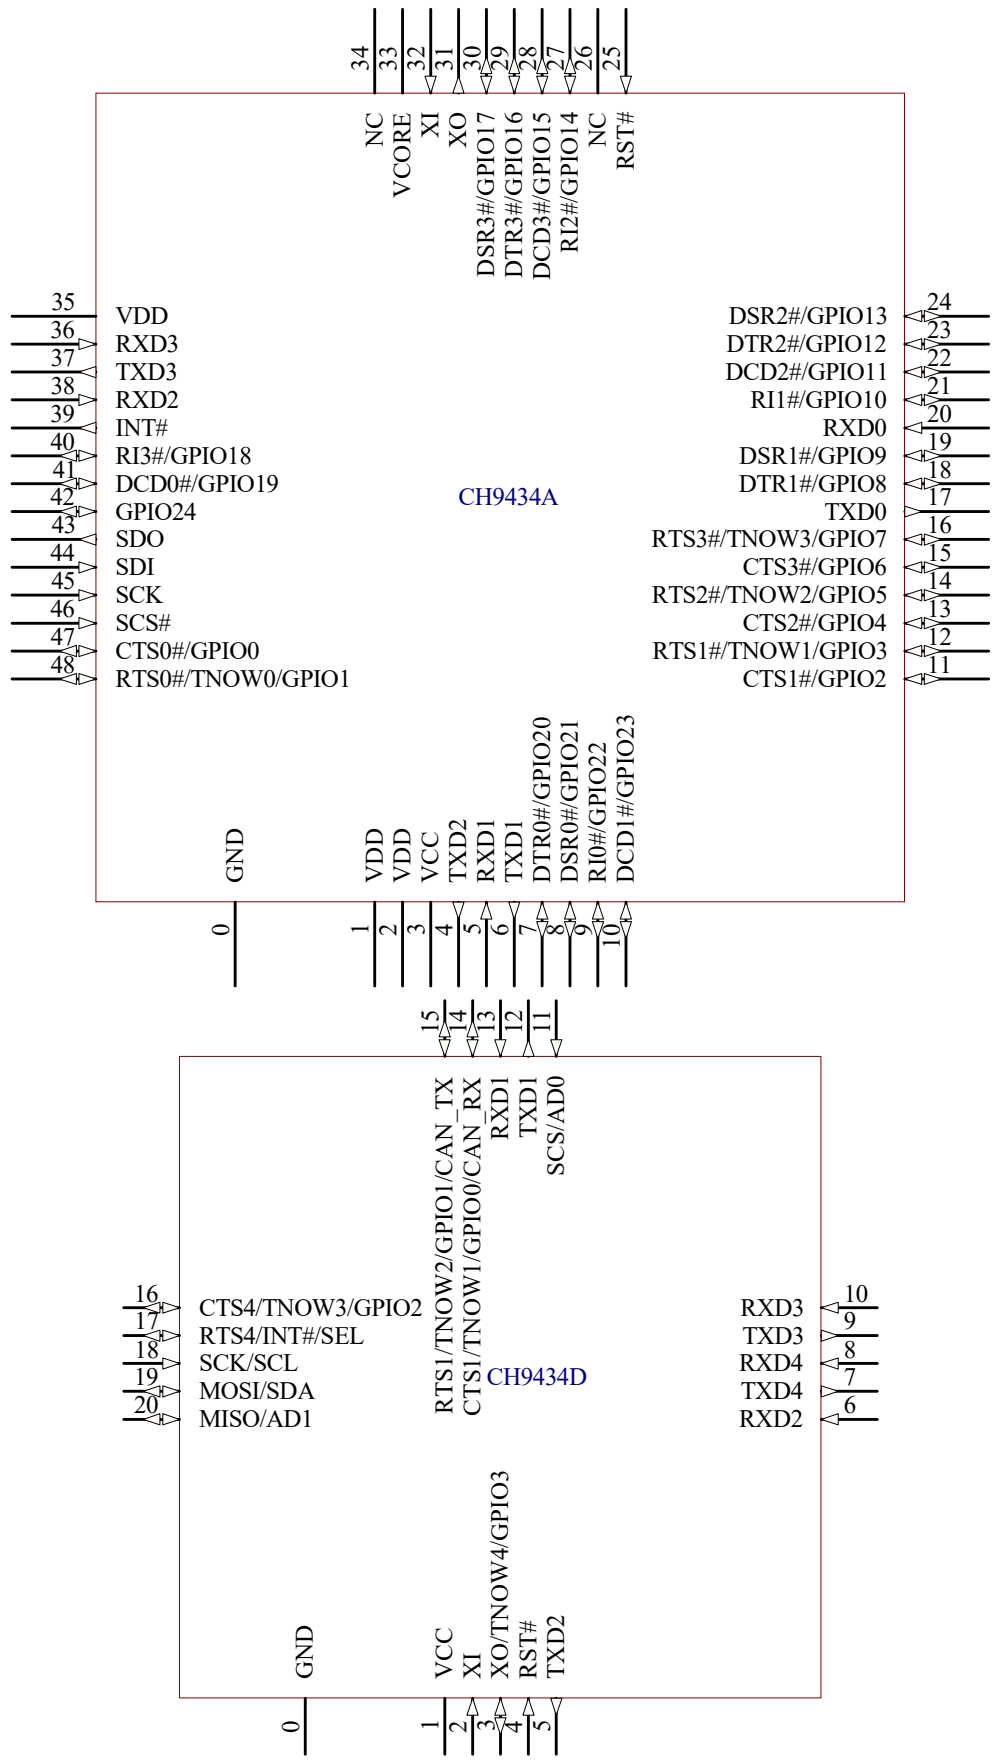 34 33 32 31 30 29 28 27 26 25
NC
VCORE
XI
XO
DSR3#/GPIO17
DTR3#/GPIO16
DCD3#/GPIO15
RI2#/GPIO14
NC
RST#
35 VDD
36 RXD3
37 TXD3
38 RXD2
39 INT#
40 RI3#/GPIO18
41 DCD0#/GPIO19
42 GPIO24
43 SDO
44 SDI
45 SCK
46 SCS#
47 CTS0#/GPIO0
48 RTS0#/TNOW0/GPIO1
CH9434A
DSR2#/GPIO13 24
DTR2#/GPIO12 23
DCD2#/GPIO11 22
RI1#/GPIO10 21
RXD0 20
DSR1#/GPIO9 19
DTR1#/GPIO8 18
TXD0 17
RTS3#/TNOW3/GPIO7 16
CTS3#/GPIO6 15
RTS2#/TNOW2/GPIO5 14
CTS2#/GPIO4 13
RTS1#/TNOW1/GPIO3 12
CTS1#/GPIO2 11
GND
VDD
VDD
VCC
TXD2
RXD1
TXD1
DTR0#/GPIO20
DSR0#/GPIO21
RI0#/GPIO22
DCD1#/GPIO23
0 1 2 3 4 5 6 7 8 9 10
15 14 13 12 11
RTS1/TNOW2/GPIO1/CAN_TX
CTS1/TNOW1/GPIO0/CAN_RX
RXD1
TXD1
SCS/AD0
16 CTS4/TNOW3/GPIO2
17 RTS4/INT#/SEL
18 SCK/SCL
19 MOSI/SDA
20 MISO/AD1
CH9434D
RXD3 10
TXD3 9
RXD4 8
TXD4 7
RXD2 6
GND
VCC
XI
XO/TNOW4/GPIO3
RST#
TXD2
0 1 2 3 4 5